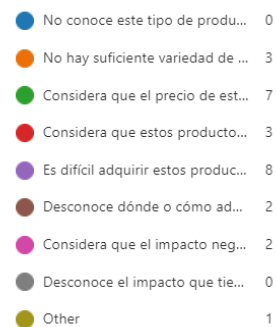 No conoce este tipo de produ... 0
No hay suficiente variedad de ... 3
Considera que el precio de est... 7
Considera que estos producto... 3
Es difícil adquirir estos produc... 8
Desconoce dónde o cómo ad... 2
Considera que el impacto neg... 2
Desconoce el impacto que tie... 0
Other 1